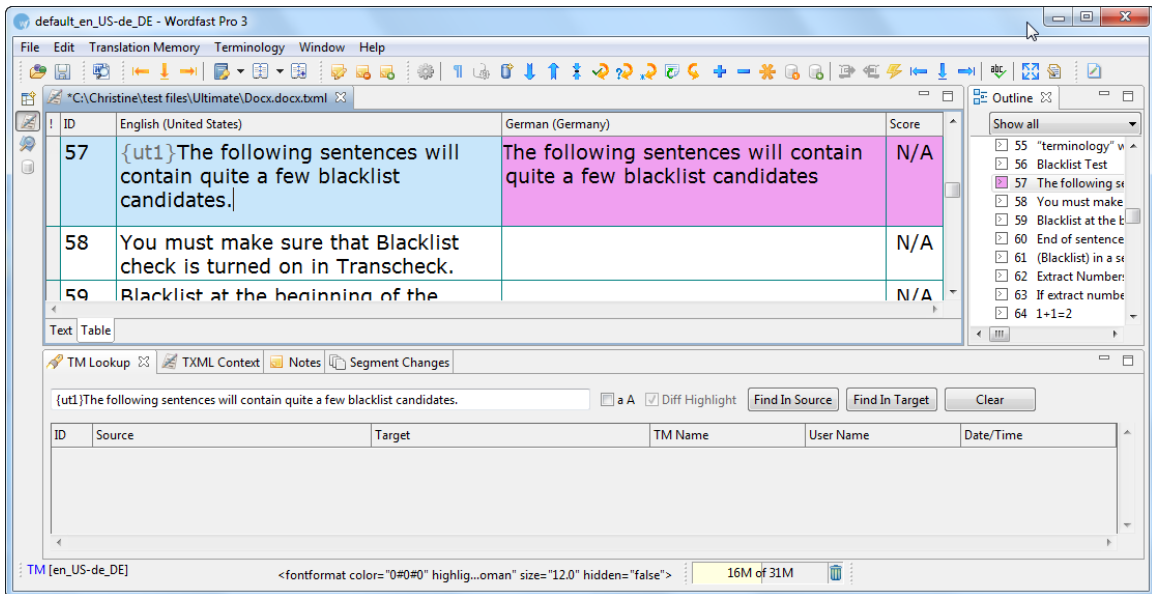 default_en_US-de_DE - Wordfast Pro 3
File Edit Translation Memory Terminology Window Help
*C:\Christine\test files\Ultimate\Docx.docx.txml
! ID English (United States) German (Germany) Score
57 {ut1}The following sentences will The following sentences will contain N/A
contain quite a few blacklist quite a few blacklist candidates
candidates.
58 You must make sure that Blacklist N/A
check is turned on in Transcheck.
59 Blacklist at the beginning of the N/A
Text Table
Outline
Show all
55 "terminology" w
56 Blacklist Test
57 The following se
58 You must make
59 Blacklist at the b
60 End of sentence
61 (Blacklist) in a se
62 Extract Number
63 If extract numbe
64 1+1=2
TM Lookup TXML Context Notes Segment Changes
{ut1}The following sentences will contain quite a few blacklist candidates. a A Diff Highlight Find In Source Find In Target Clear
ID Source Target TM Name User Name Date/Time
TM [en_US-de_DE] <fontformat color="0#0#0" highlig...oman" size="12.0" hidden="false"> 16M of 31M